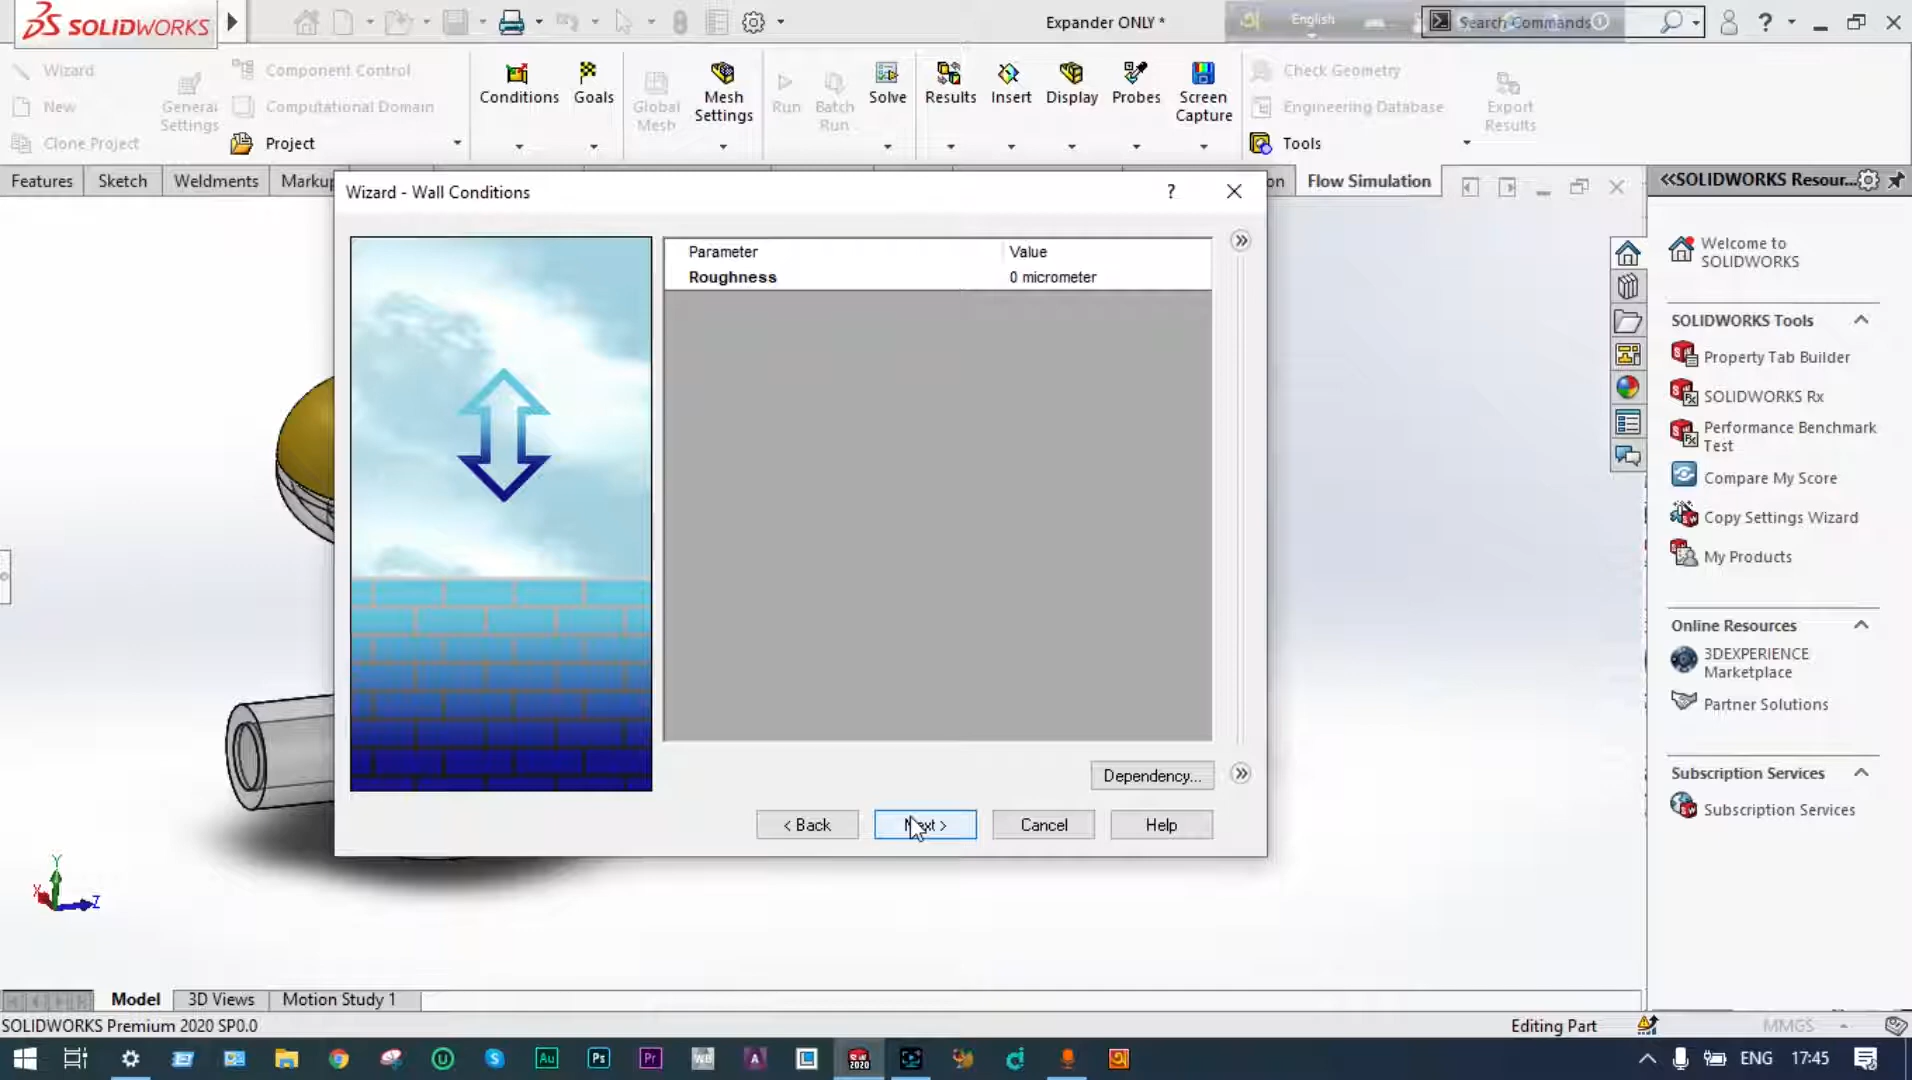 SOLIDWORKS
Expander ONLY *
English
Search Commands
Wizard
New
Clone Project
General Settings
Component Control
Computational Domain
Project
Conditions
Goals
Global Mesh
Mesh Settings
Run
Batch Run
Solve
Results
Insert
Display
Probes
Screen Capture
Check Geometry
Engineering Database
Tools
Export Results
Features
Sketch
Weldments
Markup
on
Flow Simulation
SOLIDWORKS Resour...
Wizard - Wall Conditions
?
Parameter
Value
Roughness
0 micrometer
Dependency...
< Back
Next >
Cancel
Help
Welcome to
SOLIDWORKS
SOLIDWORKS Tools
Property Tab Builder
SOLIDWORKS Rx
Performance Benchmark
Test
Compare My Score
Copy Settings Wizard
My Products
Online Resources
3DEXPERIENCE
Marketplace
Partner Solutions
Subscription Services
Subscription Services
Y
X
Z
Model
3D Views
Motion Study 1
SOLIDWORKS Premium 2020 SP0.0
Editing Part
MMGS
ENG
17:45